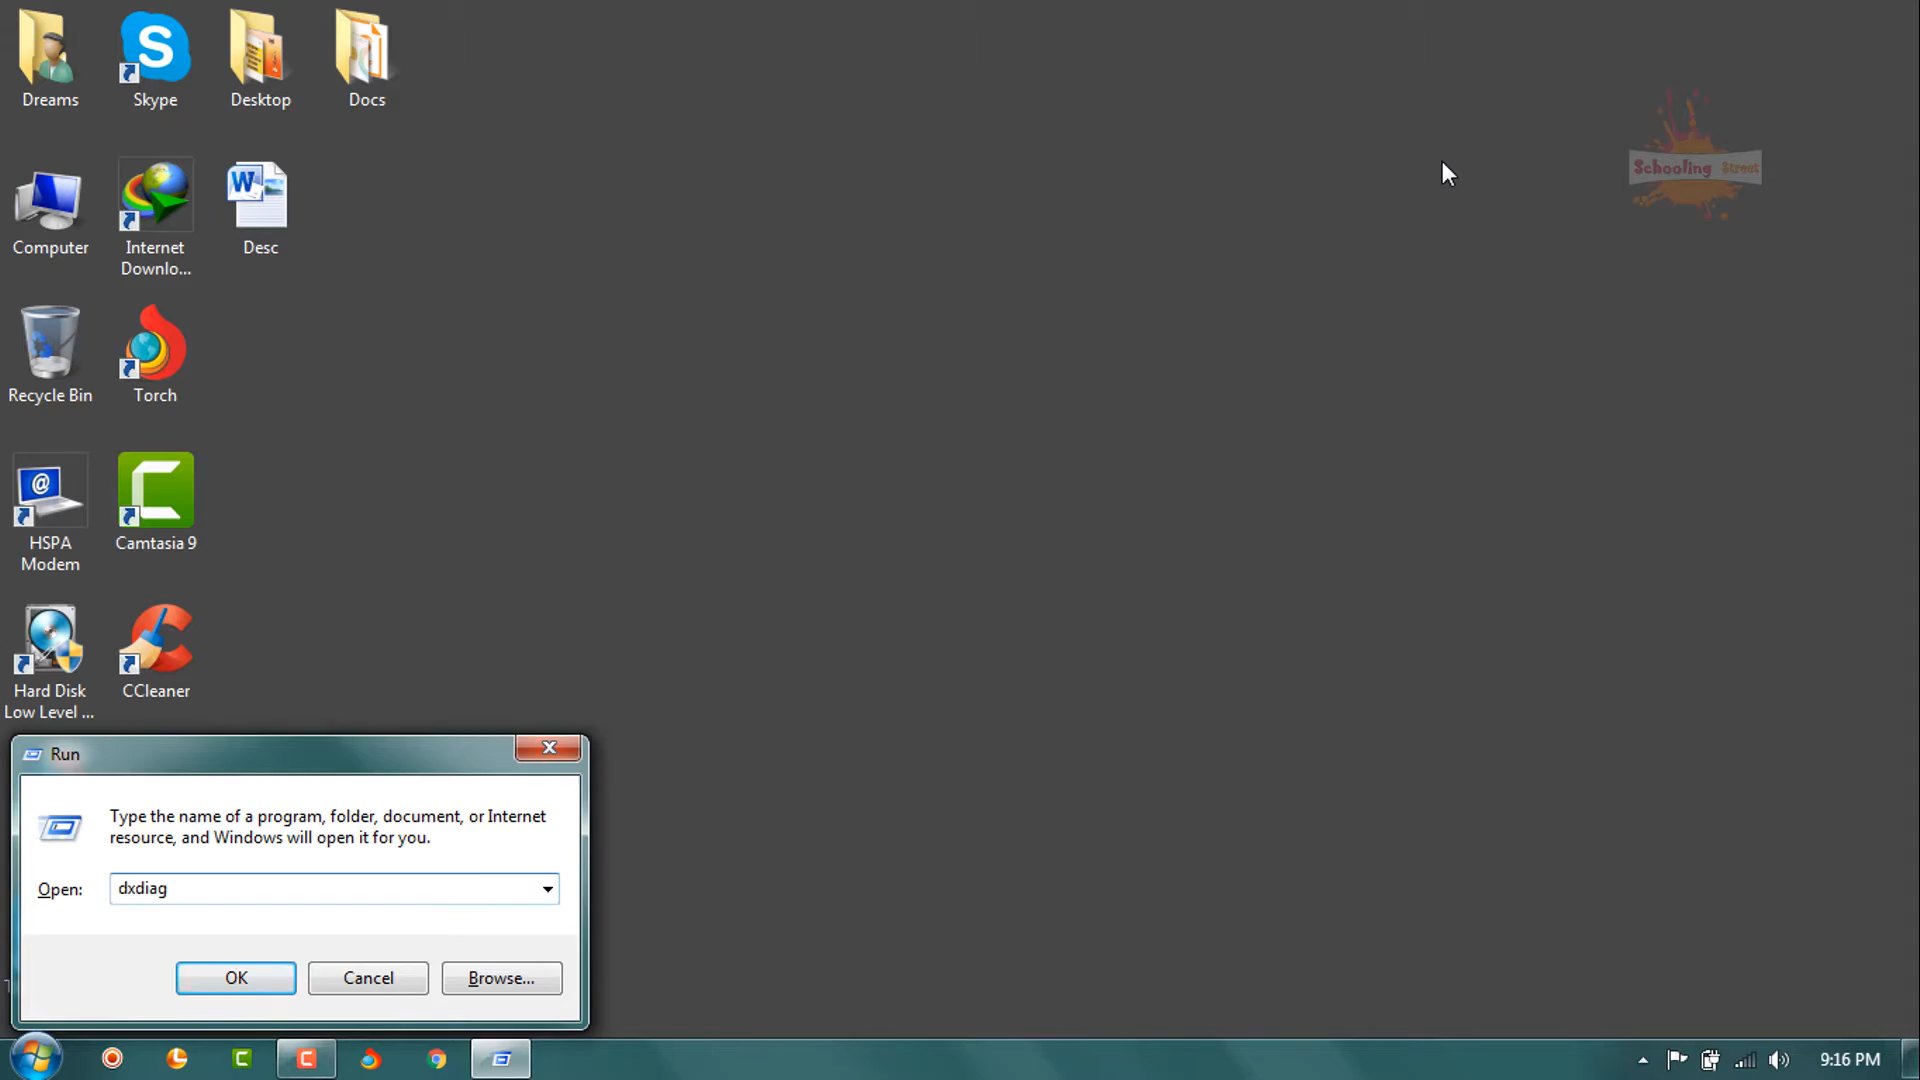 Dreams
Skype
Desktop
Docs
Schooling Street
Computer
Internet
Downlo...
W
Desc
Recycle Bin
Torch
@
HSPA
Modem
Camtasia 9
Hard Disk
Low Level ...
CCleaner
Run
Type the name of a program, folder, document, or Internet
resource, and Windows will open it for you.
Open: dxdiag
OK Cancel Browse...
9:16 PM